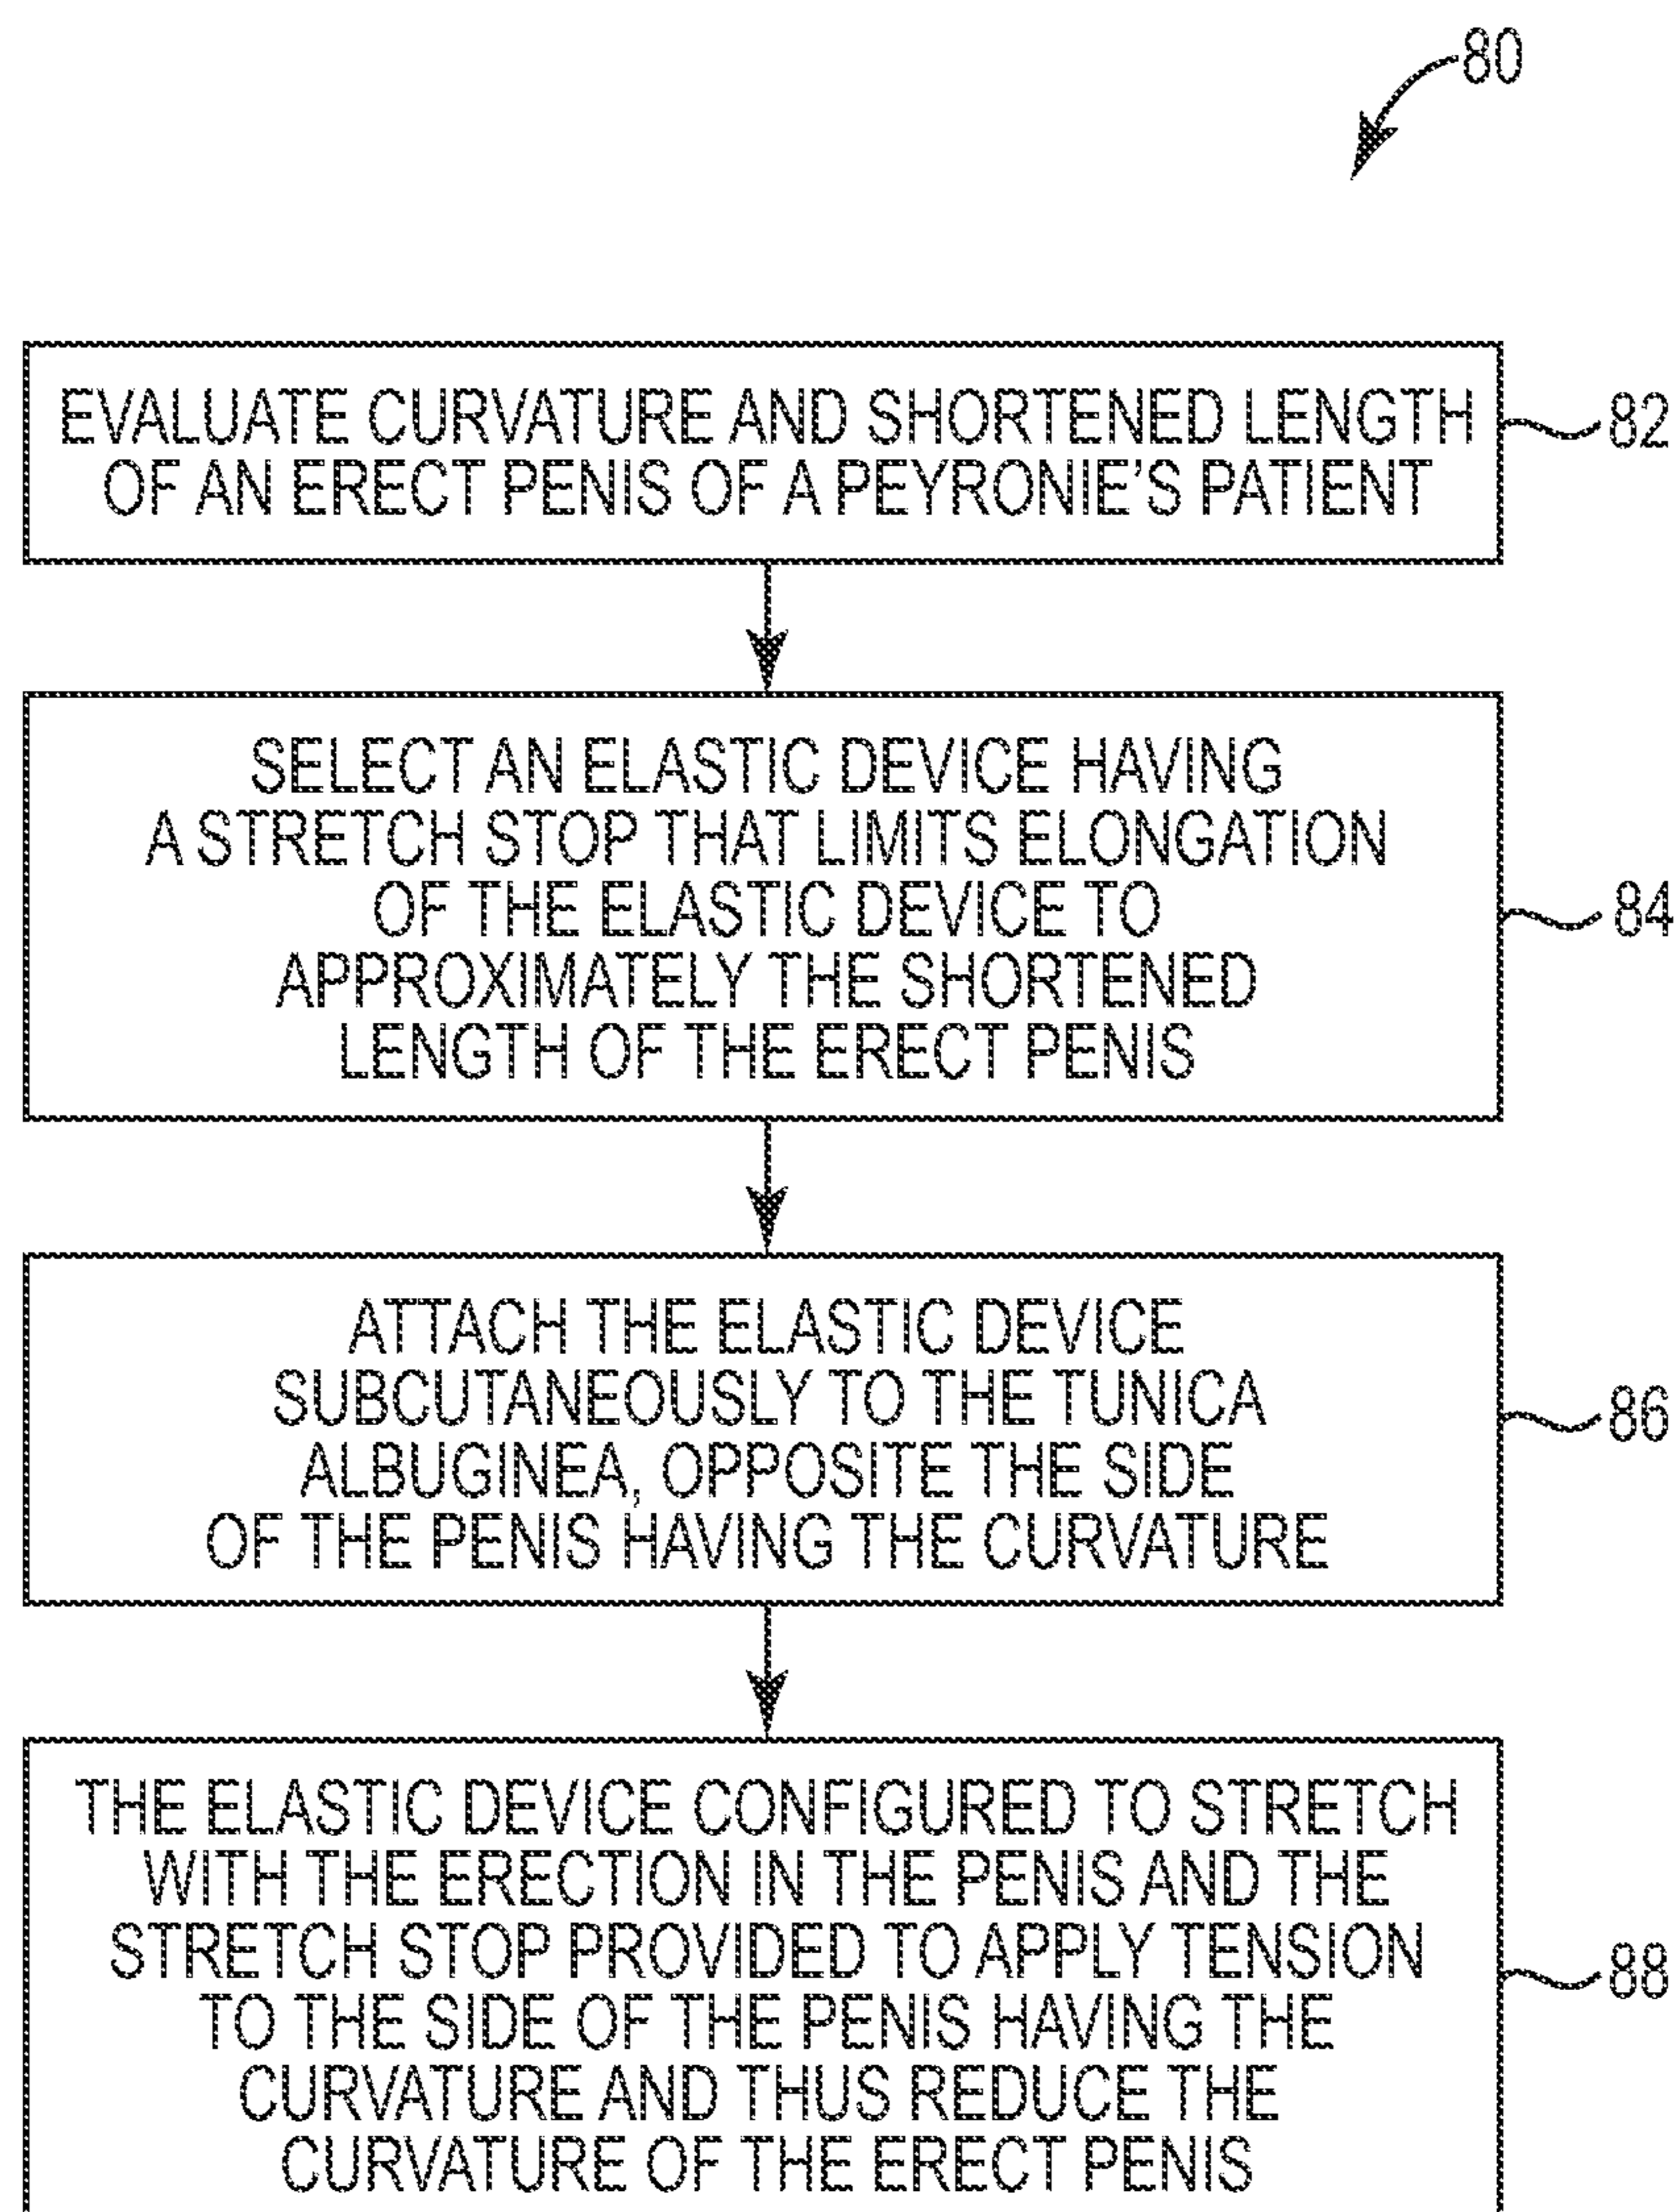 80
EVALUATE CURVATURE AND SHORTENED LENGTH
OF AN ERECT PENIS OF A PEYRONIE'S PATIENT
82
SELECT AN ELASTIC DEVICE HAVING
A STRETCH STOP THAT LIMITS ELONGATION
OF THE ELASTIC DEVICE TO
APPROXIMATELY THE SHORTENED
LENGTH OF THE ERECT PENIS
84
ATTACH THE ELASTIC DEVICE
SUBCUTANEOUSLY TO THE TUNICA
ALBUGINEA, OPPOSITE THE SIDE
OF THE PENIS HAVING THE CURVATURE
86
THE ELASTIC DEVICE CONFIGURED TO STRETCH
WITH THE ERECTION IN THE PENIS AND THE
STRETCH STOP PROVIDED TO APPLY TENSION
TO THE SIDE OF THE PENIS HAVING THE
CURVATURE AND THUS REDUCE THE
CURVATURE OF THE ERECT PENIS
88